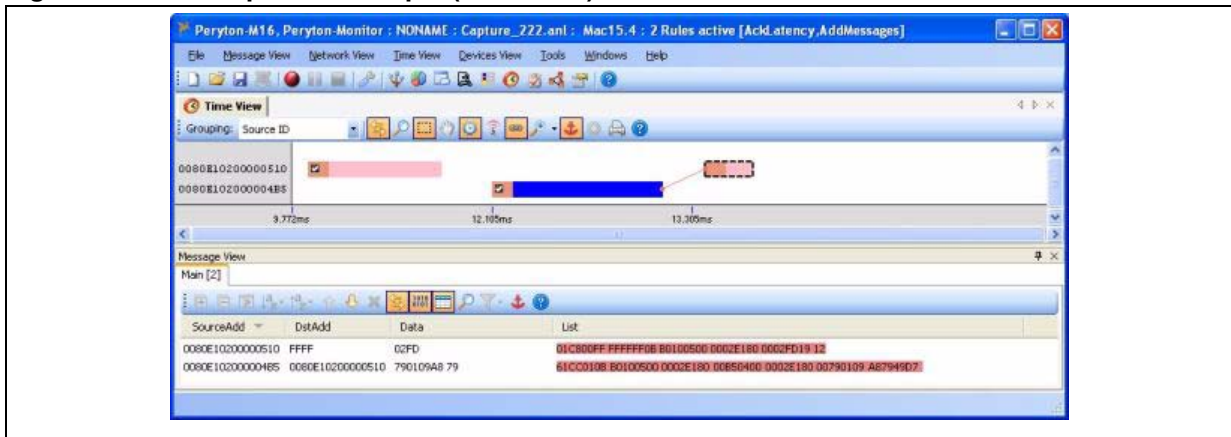 Peryton-M16, Peryton-Monitor : NONAME : Capture_222.anl : Mac15.4 : 2 Rules active [AckLatency,AddMessages]
File Message View Network View Time View Devices View Tools Windows Help
Time View
Grouping: Source ID
0080E10200000510
0080E102000004B5
9.772ms 12.105ms 13.305ms
Message View
Main [2]
SourceAdd DstAdd Data List
0080E10200000510 FFFF 02FD 01C800FF FFFFFF0B B0100500 0002E180 0002FD19 12
0080E102000004B5 0080E10200000510 790109A8 79 61CC010B B0100500 0002E180 00B50400 0002E180 00790109 A87949D7